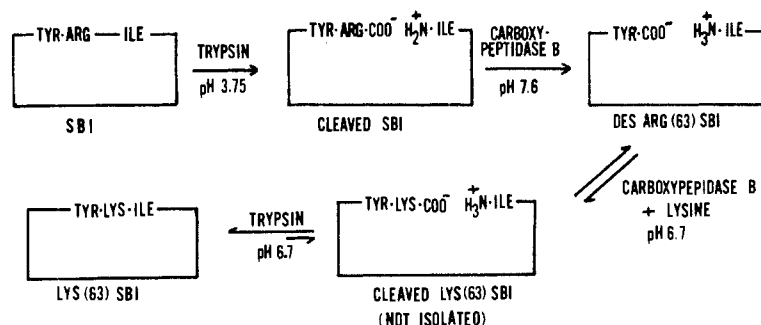 TYR·ARG — ILE
TRYPSIN
pH 3.75
TYR·ARG·COO⁻ H₂N⁺·ILE
CARBOXY-
PEPTIDASE B
pH 7.6
TYR·COO⁻ H₃N⁺·ILE
SBI
CLEAVED SBI
DES ARG (63) SBI
CARBOXYPEPIDASE B
+ LYSINE
pH 6.7
TYR·LYS·ILE
TRYPSIN
pH 6.7
TYR·LYS·COO⁻ H₃N⁺·ILE
LYS (63) SBI
CLEAVED LYS(63) SBI
(NOT ISOLATED)